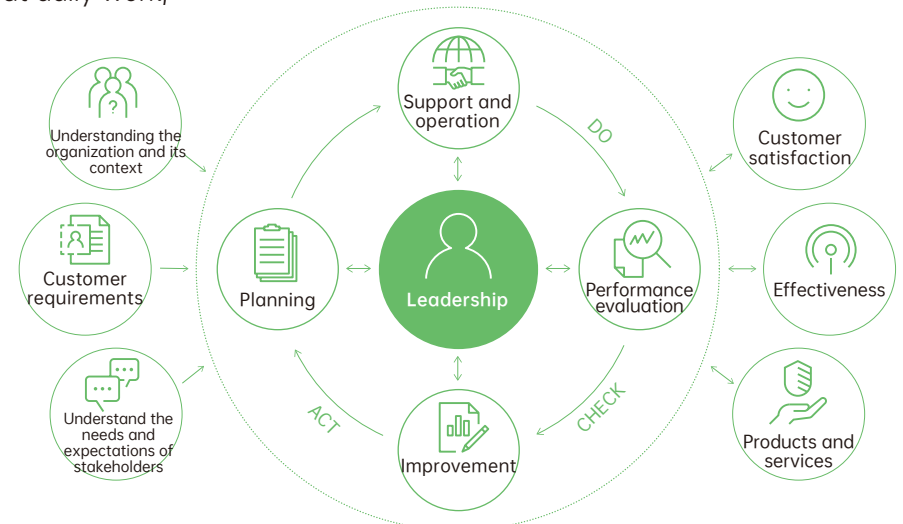 Understanding the
organization and its
context
Customer
requirements
Understand the
needs and
expectations of
stakeholders
Support and
operation
DO
Planning
Leadership
Performance
evaluation
ACT
CHECK
Improvement
Customer
satisfaction
Effectiveness
Products and
services
?